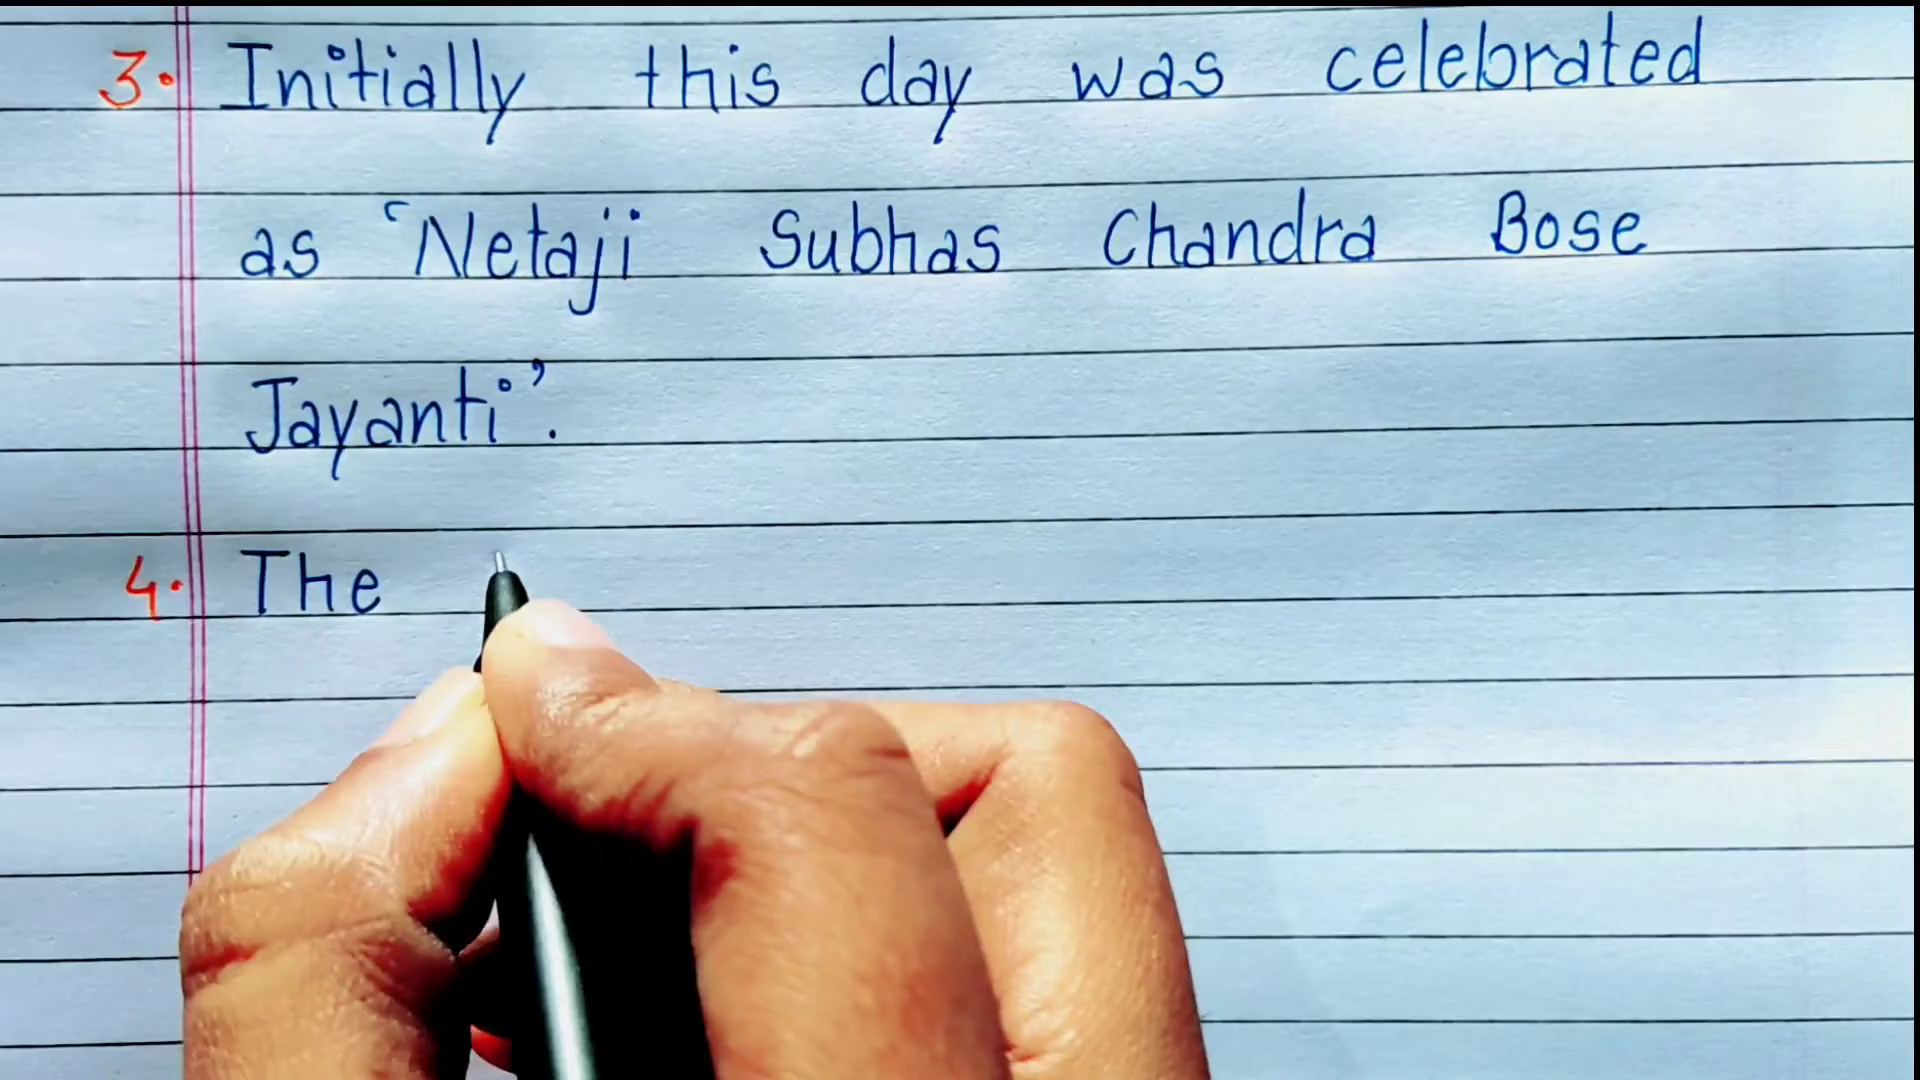 3. Initially this day was celebrated
as 'Netaji Subhas Chandra Bose
Jayanti'.
4. The